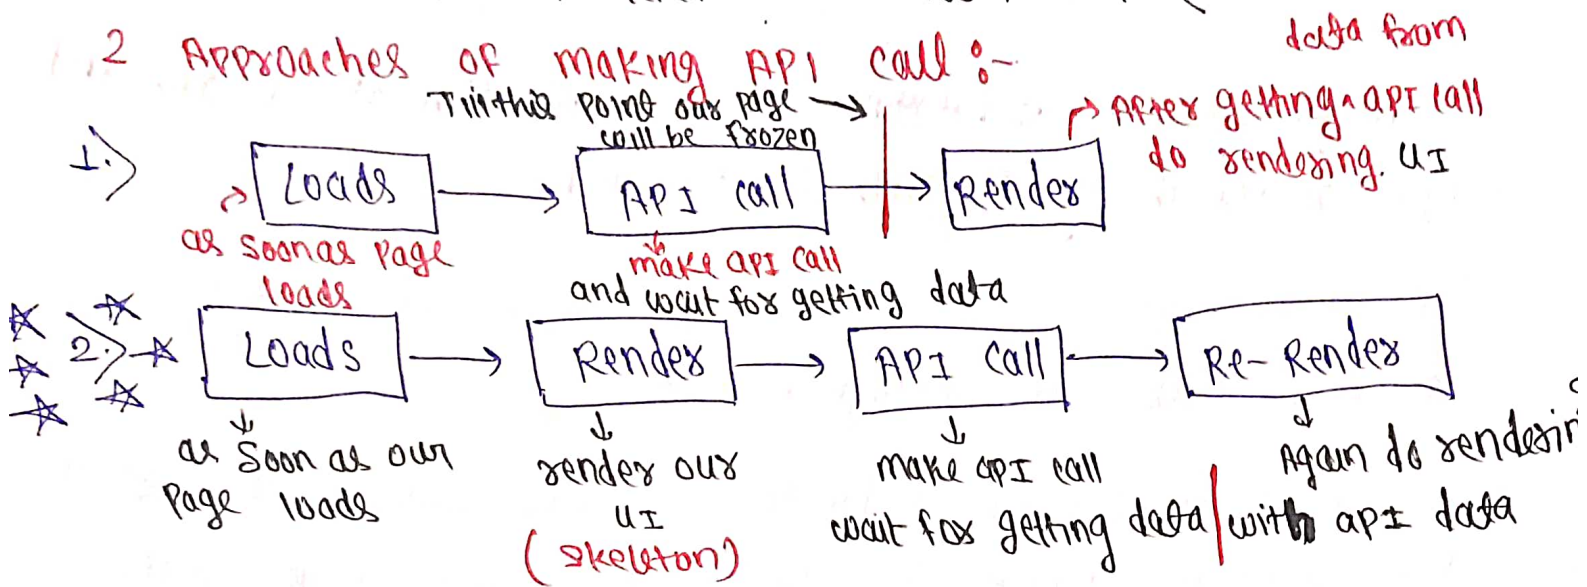 2 Approaches of making API call :-
data from
Till this point our page
will be frozen
After getting ^ API call
do rendering. UI
1.>
Loads
API call
Render
as soon as page
loads
make api call
and wait for getting data
2.>
Loads
Render
API call
Re-Render
as soon as our
page loads
render our
UI
(skeleton)
make api call
wait for getting data
Again do renderin
with api data